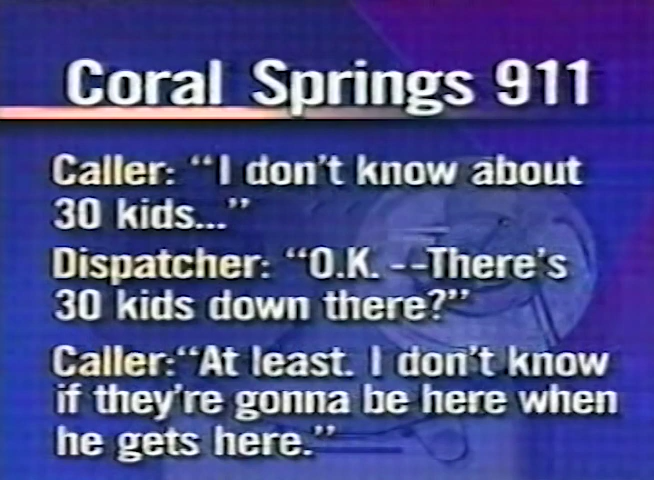 Coral Springs 911
Caller: “I don't know about
30 kids...”
Dispatcher: “O.K. --There's
30 kids down there?”
Caller:“At least. I don't know
if they're gonna be here when
he gets here.”